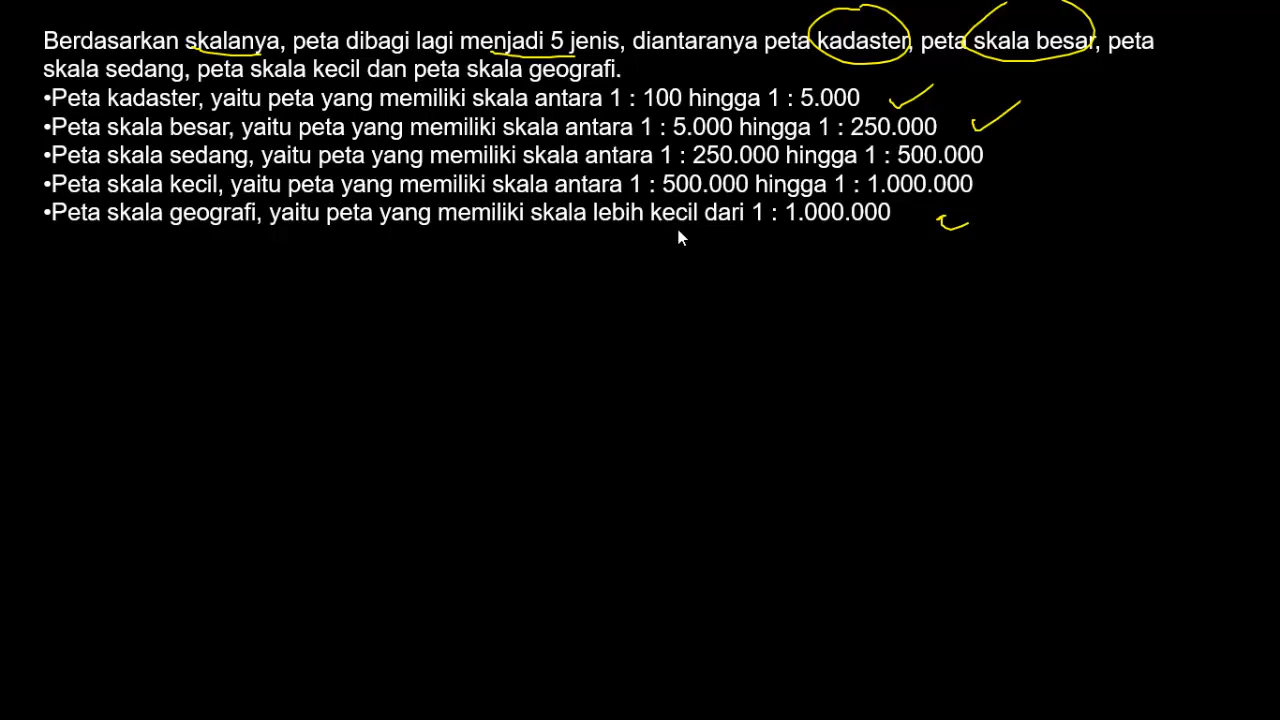 Berdasarkan skalanya, peta dibagi lagi menjadi 5 jenis, diantaranya peta kadaster, peta skala besar, peta
skala sedang, peta skala kecil dan peta skala geografi.
•Peta kadaster, yaitu peta yang memiliki skala antara 1 : 100 hingga 1 : 5.000
•Peta skala besar, yaitu peta yang memiliki skala antara 1 : 5.000 hingga 1 : 250.000
•Peta skala sedang, yaitu peta yang memiliki skala antara 1 : 250.000 hingga 1 : 500.000
•Peta skala kecil, yaitu peta yang memiliki skala antara 1 : 500.000 hingga 1 : 1.000.000
•Peta skala geografi, yaitu peta yang memiliki skala lebih kecil dari 1 : 1.000.000